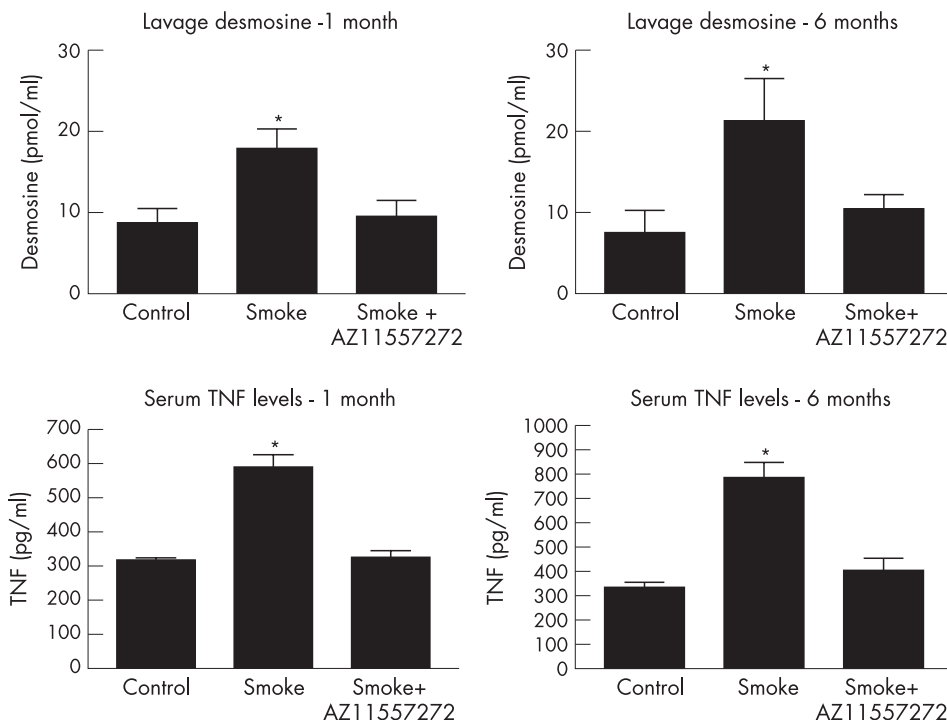 Lavage desmosine -1 month
Desmosine (pmol/ml)
30
20
10
0
*
Control
Smoke
Smoke +
AZ11557272
Lavage desmosine - 6 months
Desmosine (pmol/ml)
30
20
10
0
*
Control
Smoke
Smoke+
AZ11557272
Serum TNF levels - 1 month
TNF (pg/ml)
700
600
500
400
300
200
100
0
*
Control
Smoke
Smoke+
AZ11557272
Serum TNF levels - 6 months
TNF (pg/ml)
1000
900
800
700
600
500
400
300
200
100
0
*
Control
Smoke
Smoke+
AZ11557272